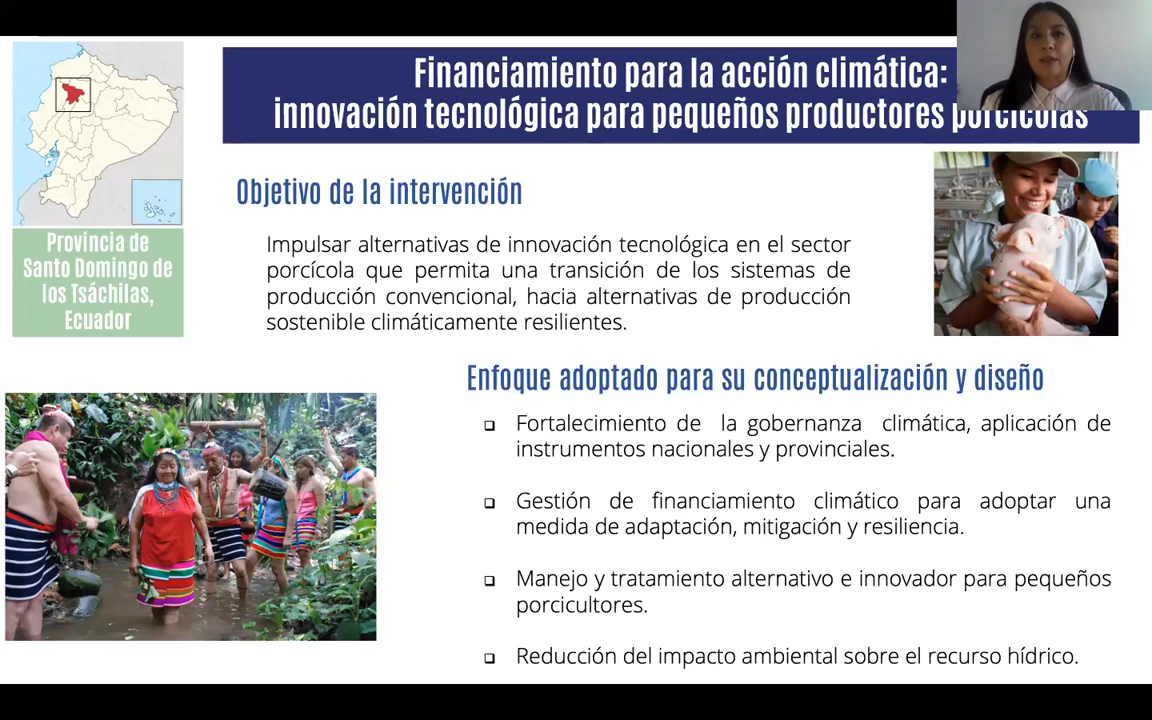 Financiamiento para la acción climática:
innovación tecnológica para pequeños productores porcícolas
Provincia de
Santo Domingo de
los Tsáchilas,
Ecuador
Objetivo de la intervención
Impulsar alternativas de innovación tecnológica en el sector
porcícola que permita una transición de los sistemas de
producción convencional, hacia alternativas de producción
sostenible climáticamente resilientes.
Enfoque adoptado para su conceptualización y diseño
Fortalecimiento de la gobernanza climática, aplicación de
instrumentos nacionales y provinciales.
Gestión de financiamiento climático para adoptar una
medida de adaptación, mitigación y resiliencia.
Manejo y tratamiento alternativo e innovador para pequeños
porcicultores.
Reducción del impacto ambiental sobre el recurso hídrico.